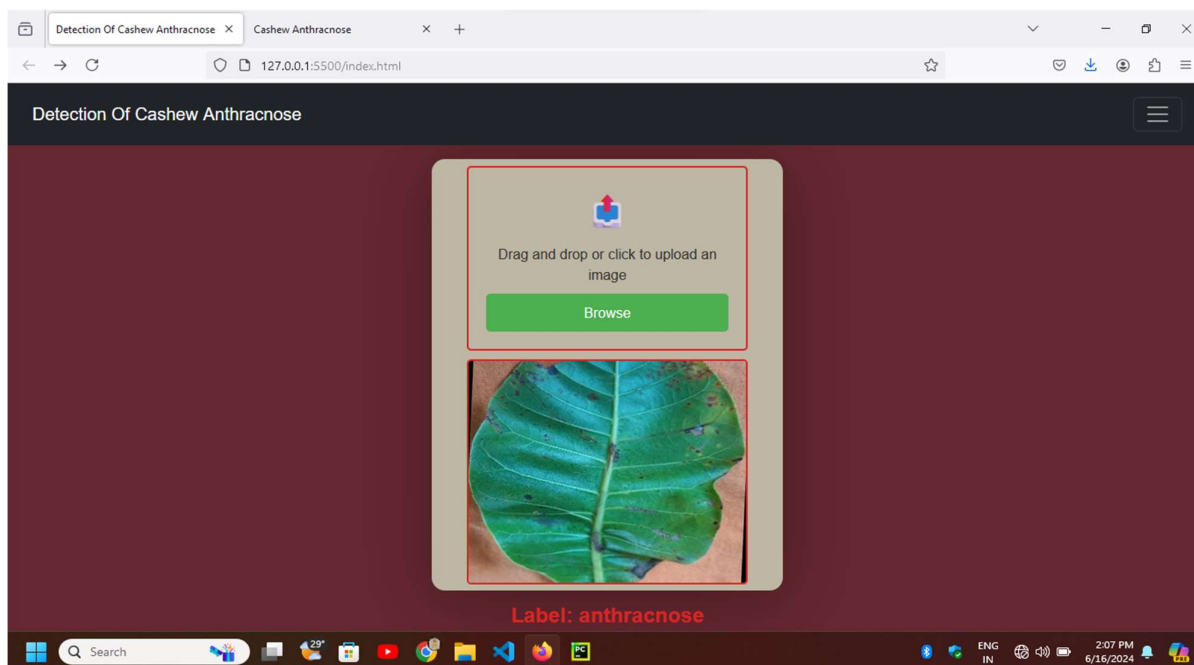 Detection Of Cashew Anthracnose
Cashew Anthracnose
127.0.0.1:5500/index.html
Detection Of Cashew Anthracnose
Drag and drop or click to upload an
image
Browse
Label: anthracnose
Search
29°
PC
ENG
IN
2:07 PM
6/16/2024
PRE